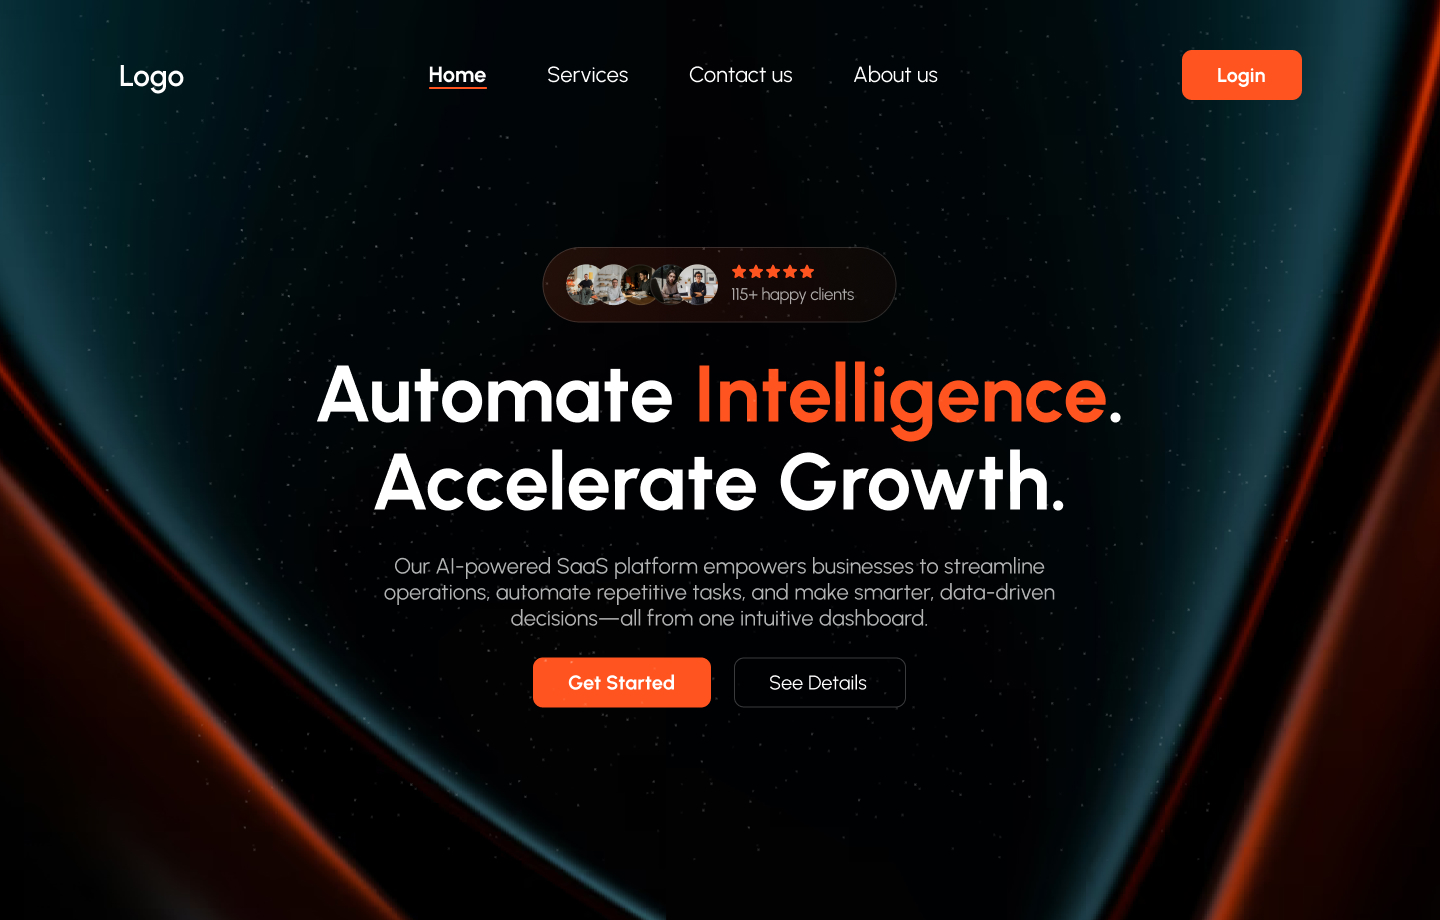 Logo
Home
Services
Contact us
About us
Login
115+ happy clients
Automate Intelligence.
Accelerate Growth.
Our AI-powered SaaS platform empowers businesses to streamline
operations, automate repetitive tasks, and make smarter, data-driven
decisions—all from one intuitive dashboard.
Get Started
See Details